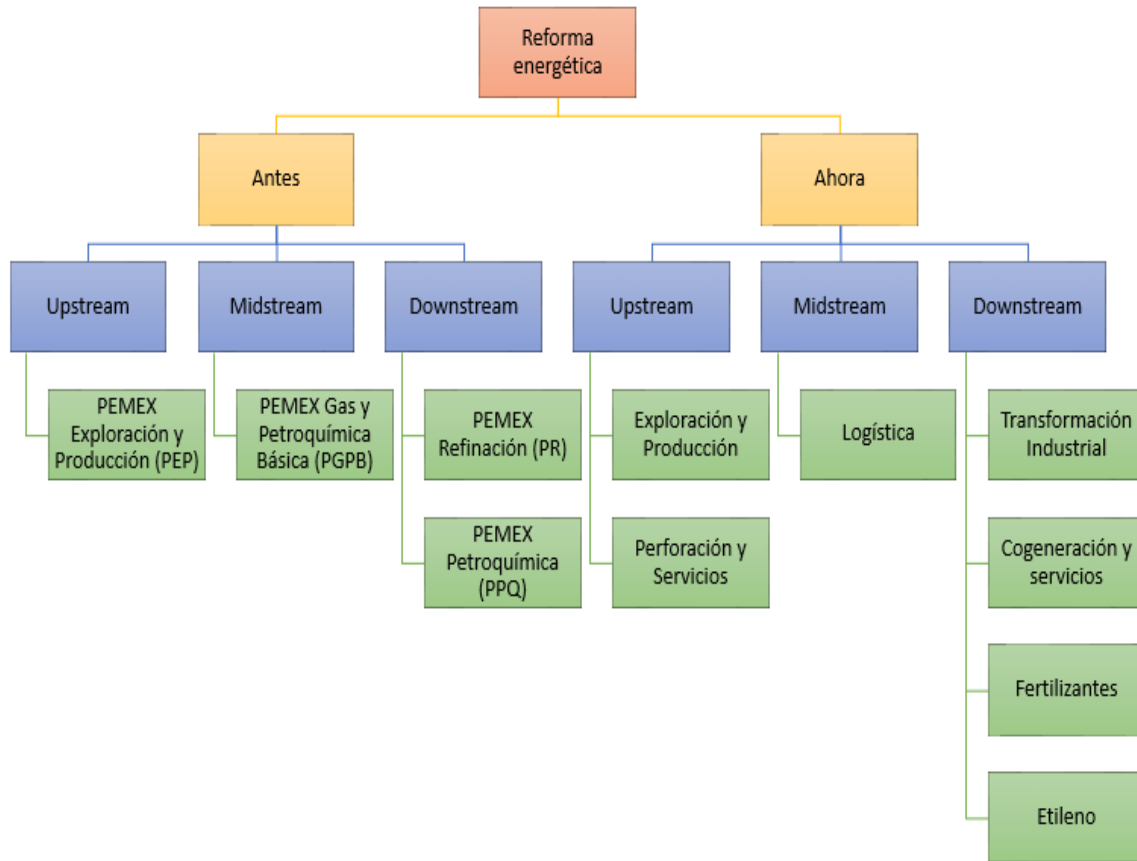 Reforma
energética
Antes
Ahora
Upstream
Midstream
Downstream
Upstream
Midstream
Downstream
PEMEX
Exploración y
Producción (PEP)
PEMEX Gas y
Petroquímica
Básica (PGPB)
PEMEX
Refinación (PR)
Exploración y
Producción
Logística
Transformación
Industrial
PEMEX
Petroquímica
(PPQ)
Perforación y
Servicios
Cogeneración y
servicios
Fertilizantes
Etileno